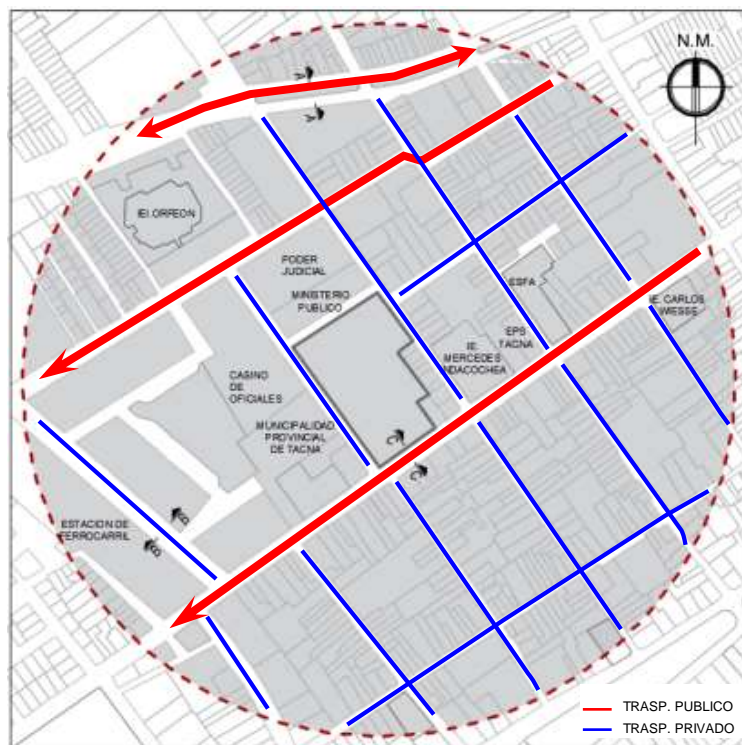 N.M.
IEI.ORFEON
PODER
JUDICIAL
MINISTERIO
PUBLICO
ESFA
IE. CARLOS
WIESSE
EPS
TACNA
IE.
MERCEDES
INDACOCHEA
CASINO
DE
OFICIALES
MUNICIPALIDAD
PROVINCIAL
DE TACNA
ESTACION DE
FERROCARRIL
A
A
B
B
C
C
TRASP. PUBLICO
TRASP. PRIVADO